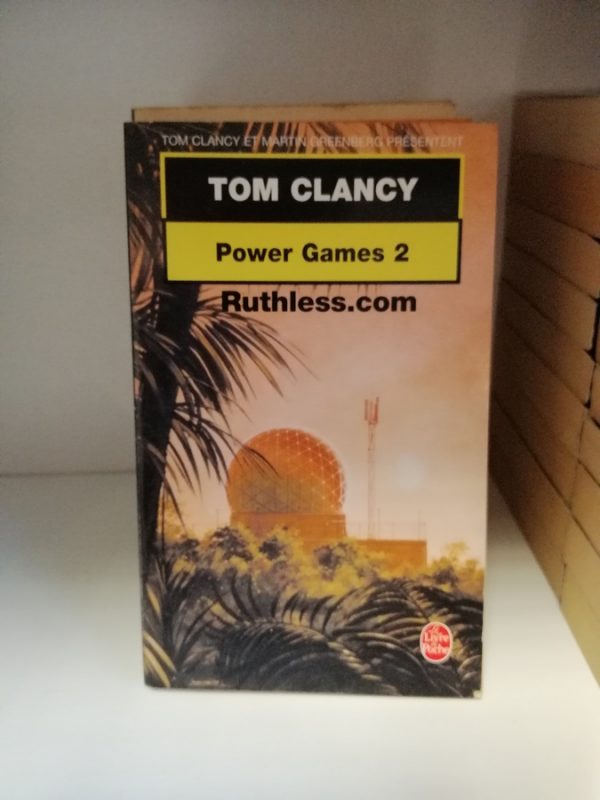 TOM CLANCY ET MARTIN GREENBERG PRÉSENTENT
TOM CLANCY
Power Games 2
Ruthless.com
Le
Livre
de
Poche